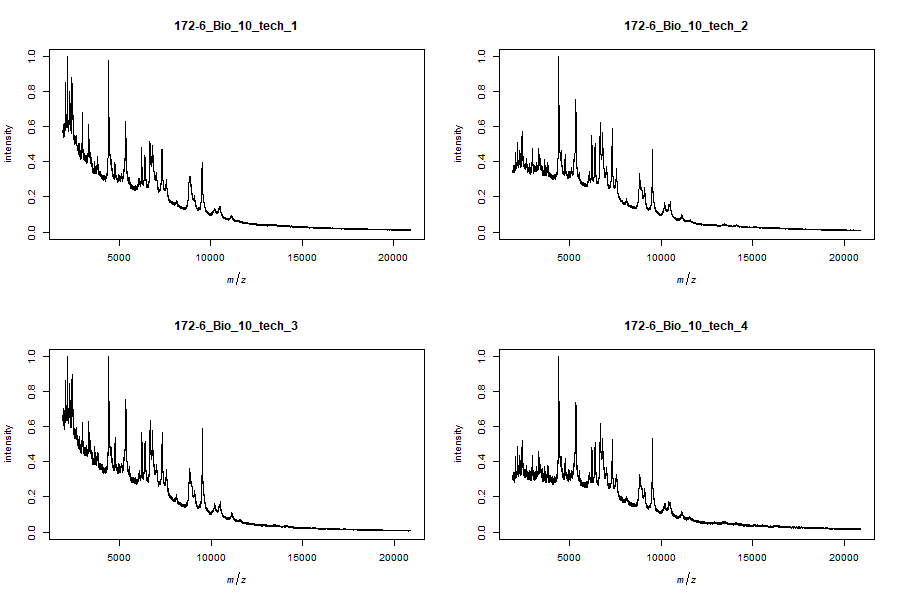 172-6_Bio_10_tech_1
intensity
1.0
0.8
0.6
0.4
0.2
0.0
5000 10000 15000 20000
m/z
172-6_Bio_10_tech_2
intensity
1.0
0.8
0.6
0.4
0.2
0.0
5000 10000 15000 20000
m/z
172-6_Bio_10_tech_3
intensity
1.0
0.8
0.6
0.4
0.2
0.0
5000 10000 15000 20000
m/z
172-6_Bio_10_tech_4
intensity
1.0
0.8
0.6
0.4
0.2
0.0
5000 10000 15000 20000
m/z